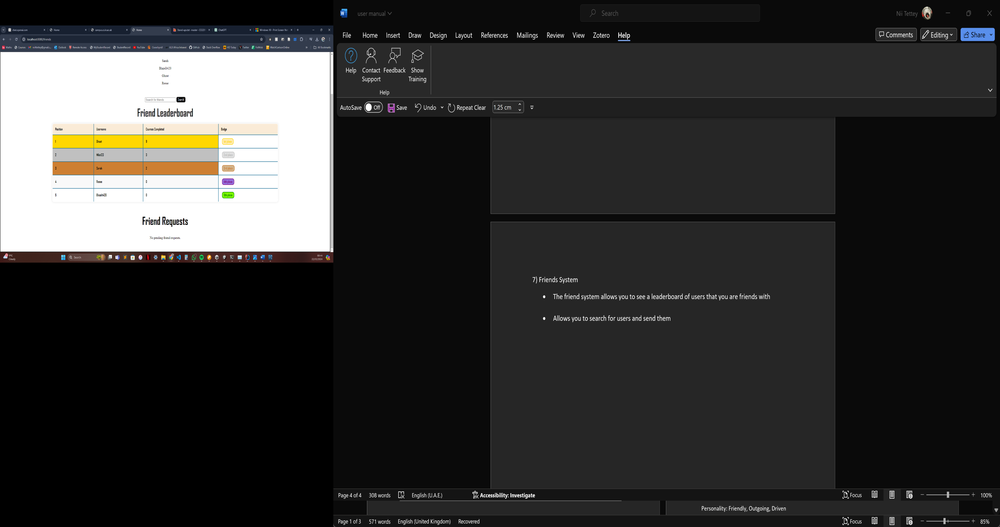 chat.openai.com
Home
campus.cs.le.ac.uk
Home
Stand-ups.txt - master - CO220
ChatGPT
Windows 10 - Print Screen No
localhost:8080/friends
Maths Courses nii4tettey@gmail.c... Outlook Remote Access MyStudentRecord StudentRecord YouTube Crunchyroll ALX Africa Intranet GitHub Stack Overflow HD Today Twitter FotMob WatchCartoonOnline » All Bookmarks
Sarah
BlazeIt420
Ghost
Reese
Search for friends Search
Friend Leaderboard
Position Username Courses Completed Badge
1 Ghost 9 1st place
2 Mike123 3 2nd place
3 Sarah 2 3rd place
4 Reese 0 4th place
5 BlazeIt420 0 5th place
Friend Requests
No pending friend requests.
11°C
Cloudy
Search
00:44
22/03/2024
user manual
Search
Nii Tettey
File Home Insert Draw Design Layout References Mailings Review View Zotero Help
Comments Editing Share
Help Contact Support Feedback Show Training
Help
AutoSave Off Save Undo Repeat Clear 1.25 cm
7) Friends System
• The friend system allows you to see a leaderboard of users that you are friends with
• Allows you to search for users and send them
Page 4 of 4 308 words English (U.A.E.) Accessibility: Investigate Focus 100%
Personality: Friendly, Outgoing, Driven
Page 1 of 3 571 words English (United Kingdom) Recovered Focus 85%